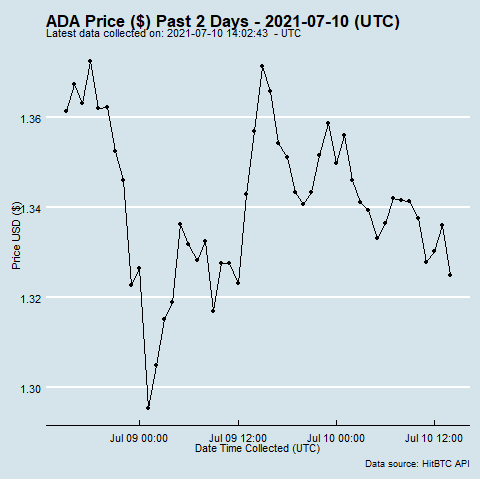 ADA Price ($) Past 2 Days - 2021-07-10 (UTC)
Latest data collected on: 2021-07-10 14:02:43 - UTC
1.36
1.34
1.32
1.30
Price USD ($)
Jul 09 00:00 Jul 09 12:00 Jul 10 00:00 Jul 10 12:00
Date Time Collected (UTC)
Data source: HitBTC API